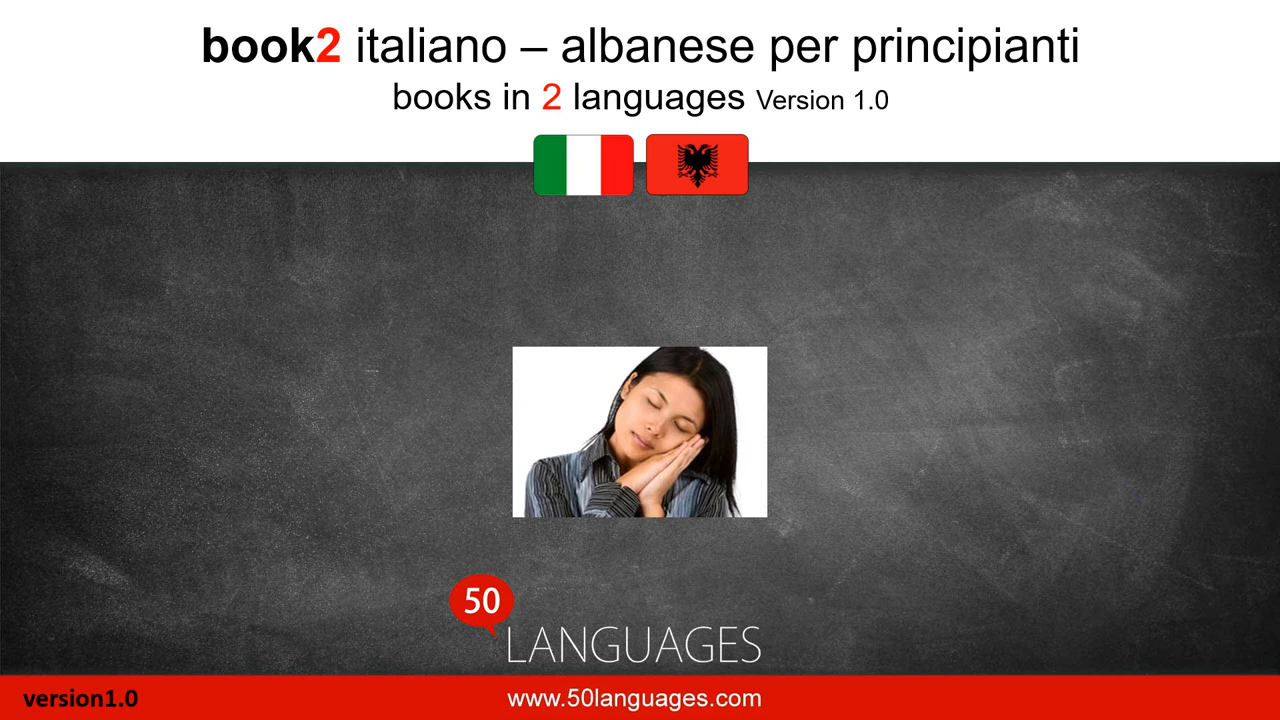 book2 italiano – albanese per principianti
books in 2 languages Version 1.0
50
LANGUAGES
version1.0
www.50languages.com